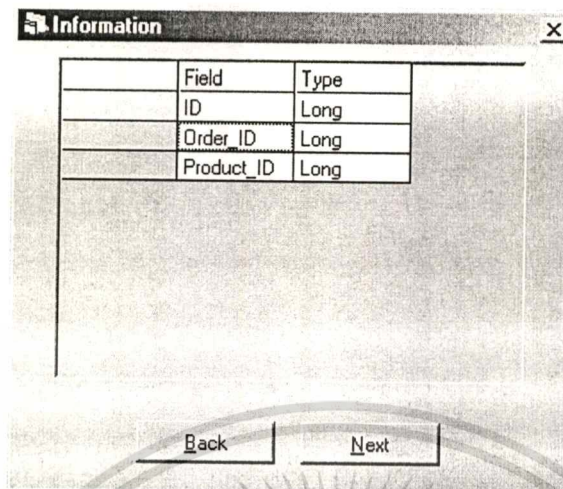 Information
Field Type
ID Long
Order_ID Long
Product_ID Long
Back Next